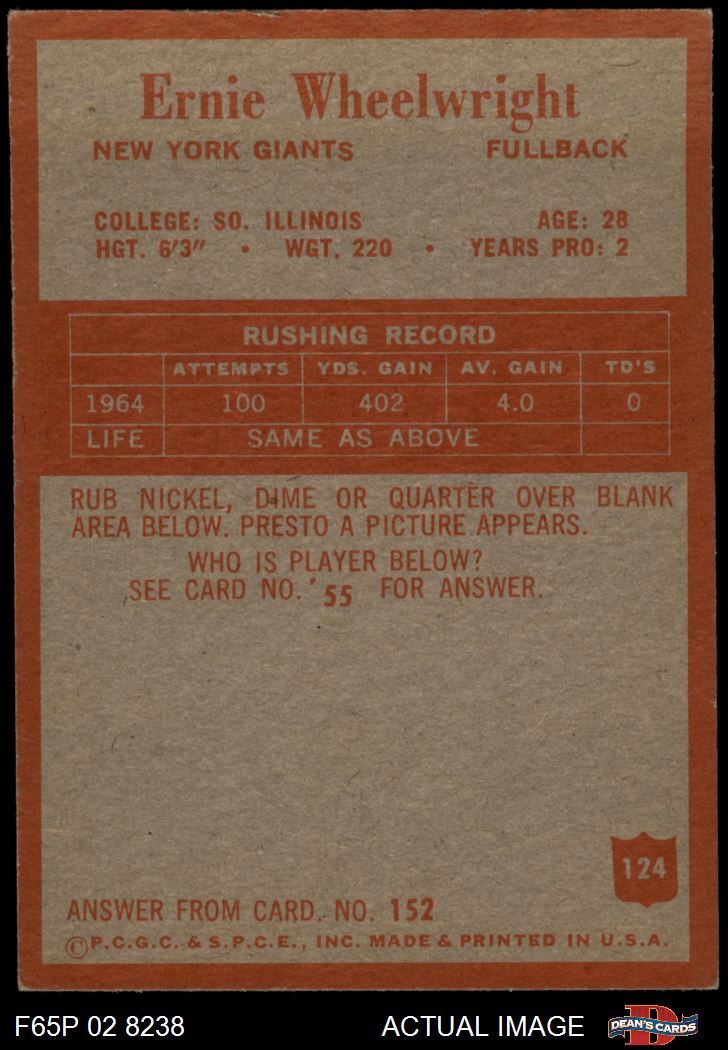 Ernie Wheelwright
NEW YORK GIANTS FULLBACK
COLLEGE: SO. ILLINOIS AGE: 28
HGT. 6'3" • WGT. 220 • YEARS PRO: 2
RUSHING RECORD
ATTEMPTS YDS. GAIN AV. GAIN TD'S
1964 100 402 4.0 0
LIFE SAME AS ABOVE
RUB NICKEL, DIME OR QUARTER OVER BLANK
AREA BELOW. PRESTO A PICTURE APPEARS.
WHO IS PLAYER BELOW?
SEE CARD NO. 55 FOR ANSWER.
124
ANSWER FROM CARD. NO. 152
©P.C.G.C. & S.P.C.E., INC. MADE & PRINTED IN U.S.A.
F65P 02 8238 ACTUAL IMAGE D DEAN'S CARDS